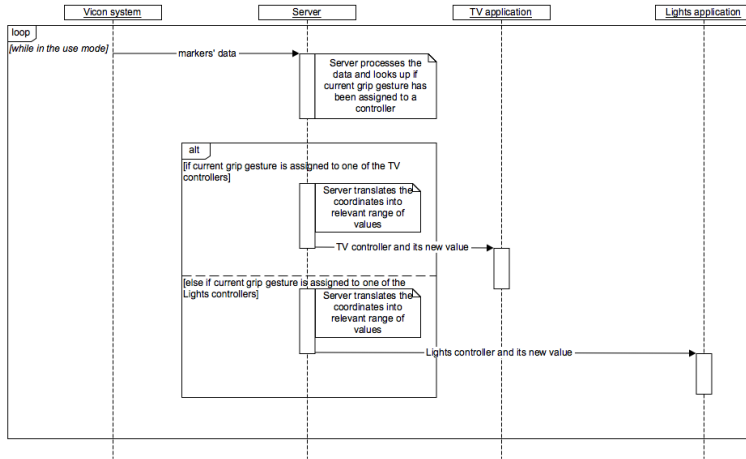 Vicon system
Server
TV application
Lights application
loop
[while in the use mode]
markers' data
Server processes the
data and looks up if
current grip gesture has
been assigned to a
controller
alt
[if current grip gesture is assigned to one of the TV
controllers]
Server translates the
coordinates into
relevant range of
values
TV controller and its new value
[else if current grip gesture is assigned to one of the
Lights controllers]
Server translates the
coordinates into
relevant range of
values
Lights controller and its new value